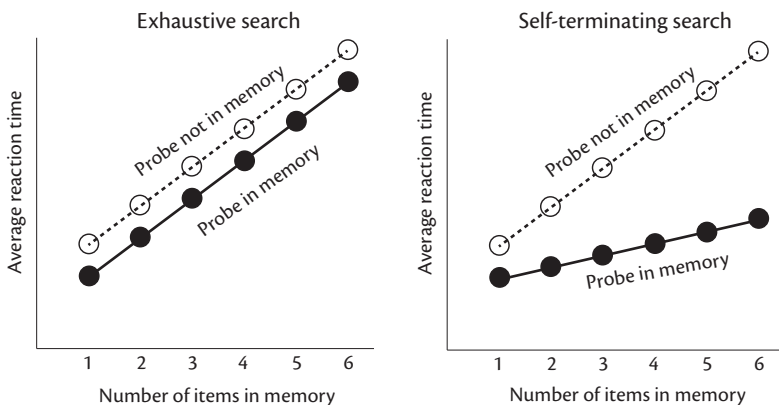 Exhaustive search
Average reaction time
Probe not in memory
Probe in memory
1 2 3 4 5 6
Number of items in memory
Self-terminating search
Average reaction time
Probe not in memory
Probe in memory
1 2 3 4 5 6
Number of items in memory